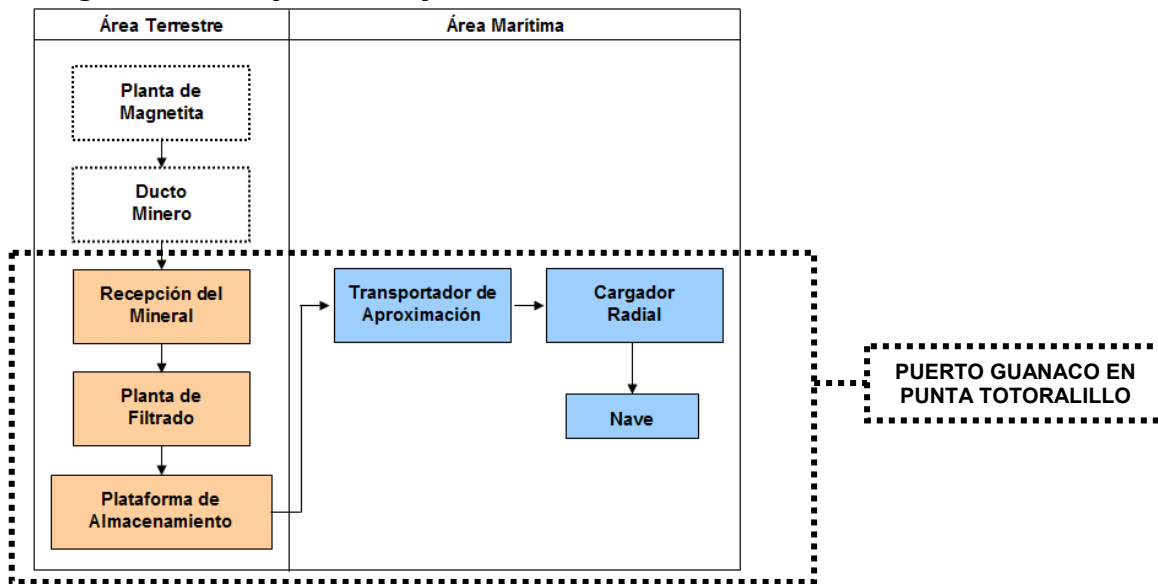 Área Terrestre
Área Marítima
Planta de
Magnetita
Ducto
Minero
Recepción del
Mineral
Planta de
Filtrado
Plataforma de
Almacenamiento
Transportador de
Aproximación
Cargador
Radial
Nave
PUERTO GUANACO EN
PUNTA TOTORALILLO